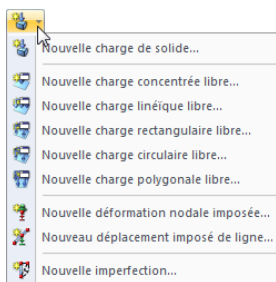 Nouvelle charge de solide...
Nouvelle charge concentrée libre...
Nouvelle charge linéïque libre...
Nouvelle charge rectangulaire libre...
Nouvelle charge circulaire libre...
Nouvelle charge polygonale libre...
Nouvelle déformation nodale imposée...
Nouveau déplacement imposé de ligne...
Nouvelle imperfection...